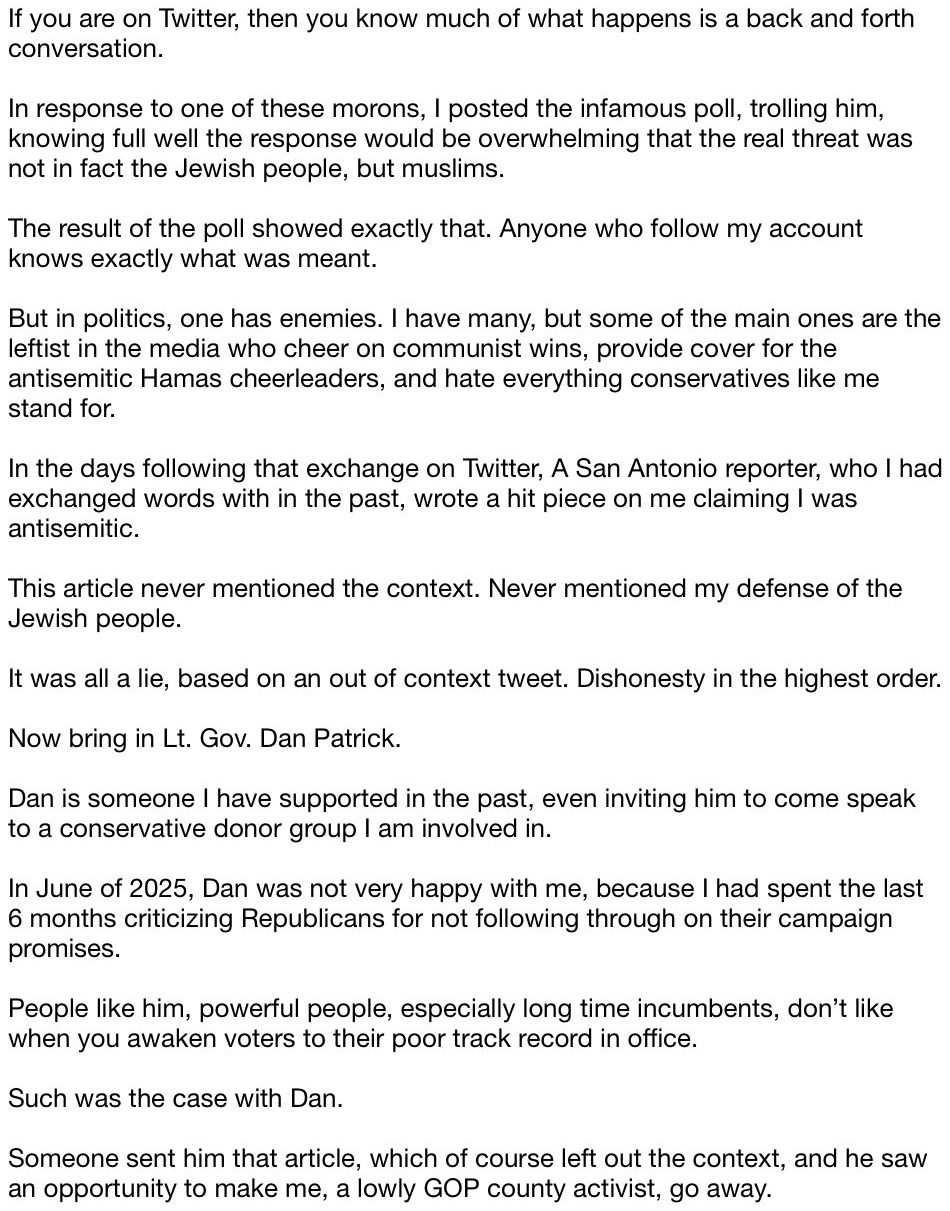 If you are on Twitter, then you know much of what happens is a back and forth
conversation.
In response to one of these morons, I posted the infamous poll, trolling him,
knowing full well the response would be overwhelming that the real threat was
not in fact the Jewish people, but muslims.
The result of the poll showed exactly that. Anyone who follow my account
knows exactly what was meant.
But in politics, one has enemies. I have many, but some of the main ones are the
leftist in the media who cheer on communist wins, provide cover for the
antisemitic Hamas cheerleaders, and hate everything conservatives like me
stand for.
In the days following that exchange on Twitter, A San Antonio reporter, who I had
exchanged words with in the past, wrote a hit piece on me claiming I was
antisemitic.
This article never mentioned the context. Never mentioned my defense of the
Jewish people.
It was all a lie, based on an out of context tweet. Dishonesty in the highest order.
Now bring in Lt. Gov. Dan Patrick.
Dan is someone I have supported in the past, even inviting him to come speak
to a conservative donor group I am involved in.
In June of 2025, Dan was not very happy with me, because I had spent the last
6 months criticizing Republicans for not following through on their campaign
promises.
People like him, powerful people, especially long time incumbents, don’t like
when you awaken voters to their poor track record in office.
Such was the case with Dan.
Someone sent him that article, which of course left out the context, and he saw
an opportunity to make me, a lowly GOP county activist, go away.